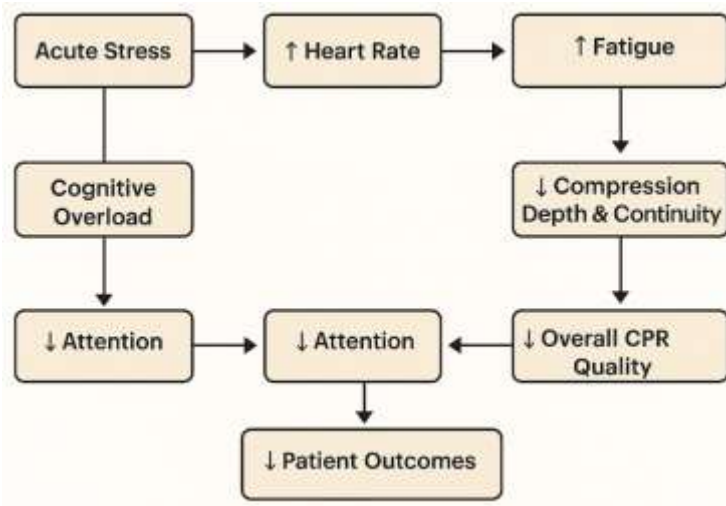 Acute Stress
↑ Heart Rate
↑ Fatigue
Cognitive
Overload
↓ Compression
Depth & Continuity
↓ Attention
↓ Attention
↓ Overall CPR
Quality
↓ Patient Outcomes